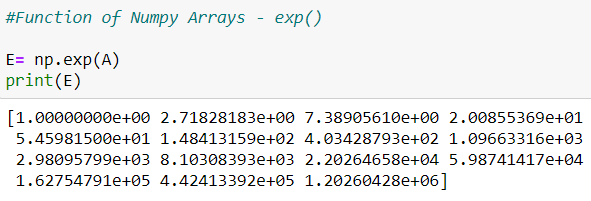 #Function of Numpy Arrays - exp()
E= np.exp(A)
print(E)
[1.00000000e+00 2.71828183e+00 7.38905610e+00 2.00855369e+01
5.45981500e+01 1.48413159e+02 4.03428793e+02 1.09663316e+03
2.98095799e+03 8.10308393e+03 2.20264658e+04 5.98741417e+04
1.62754791e+05 4.42413392e+05 1.20260428e+06]